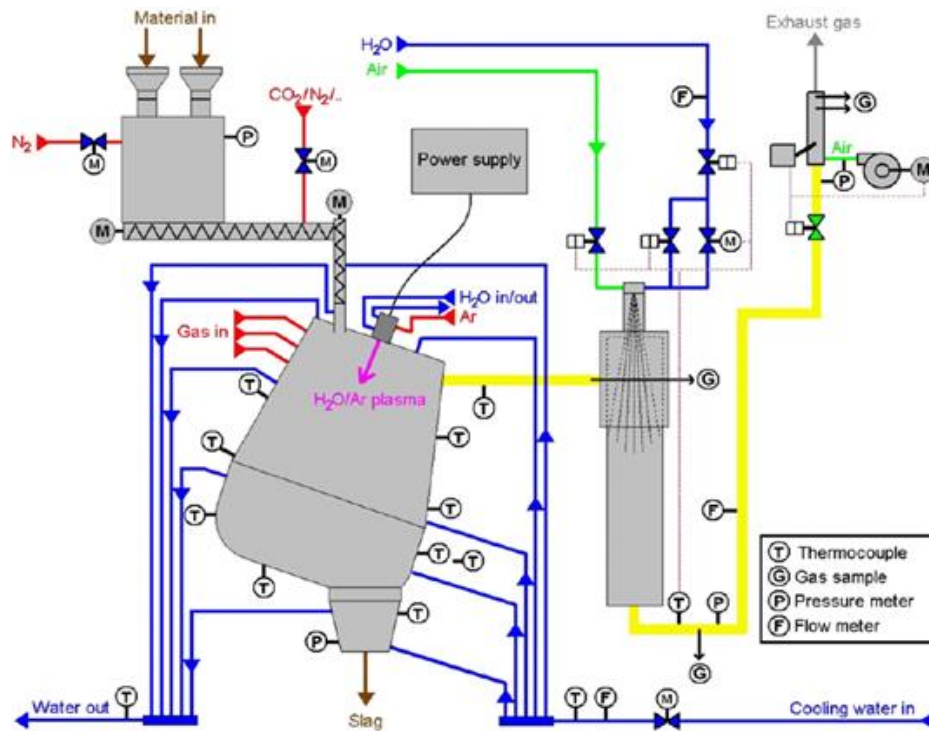 Material in
Exhaust gas
H₂O
Air
CO₂/N₂/..
F
G
N₂
M
P
Power supply
Air
P
M
M
M
M
M
M
H₂O in/out
Ar
Gas in
H₂O/Ar plasma
T
T
G
T
T
T
T
T
T
T
T
F
T Thermocouple
G Gas sample
P Pressure meter
F Flow meter
T
P
T
P
G
Water out
T
Slag
T
F
M
Cooling water in